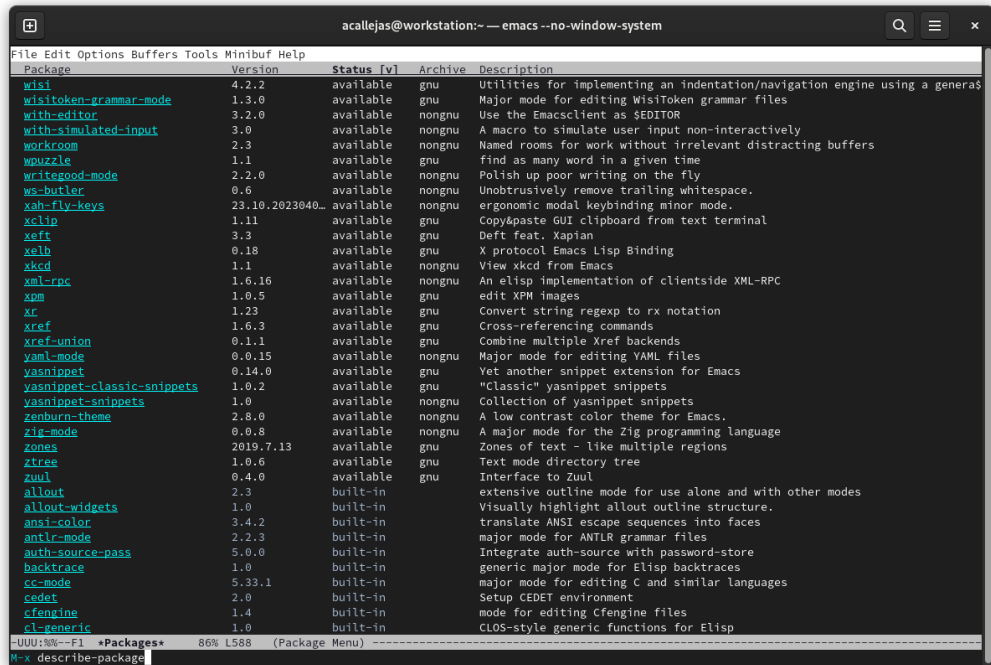 acallejas@workstation:~ — emacs --no-window-system
File Edit Options Buffers Tools Minibuf Help
Package Version Status [v] Archive Description
wisi 4.2.2 available gnu Utilities for implementing an indentation/navigation engine using a genera$
wisitoken-grammar-mode 1.3.0 available gnu Major mode for editing WisiToken grammar files
with-editor 3.2.0 available nongnu Use the Emacsclient as $EDITOR
with-simulated-input 3.0 available nongnu A macro to simulate user input non-interactively
workroom 2.3 available nongnu Named rooms for work without irrelevant distracting buffers
wpuzzle 1.1 available gnu find as many word in a given time
writegood-mode 2.2.0 available nongnu Polish up poor writing on the fly
ws-butler 0.6 available nongnu Unobtrusively remove trailing whitespace.
xah-fly-keys 23.10.2023040… available nongnu ergonomic modal keybinding minor mode.
xclip 1.11 available gnu Copy&paste GUI clipboard from text terminal
xeft 3.3 available gnu Deft feat. Xapian
xelb 0.18 available gnu X protocol Emacs Lisp Binding
xkcd 1.1 available nongnu View xkcd from Emacs
xml-rpc 1.6.16 available nongnu An elisp implementation of clientside XML-RPC
xpm 1.0.5 available gnu edit XPM images
xr 1.23 available gnu Convert string regexp to rx notation
xref 1.6.3 available gnu Cross-referencing commands
xref-union 0.1.1 available gnu Combine multiple Xref backends
yaml-mode 0.0.15 available nongnu Major mode for editing YAML files
yasnippet 0.14.0 available gnu Yet another snippet extension for Emacs
yasnippet-classic-snippets 1.0.2 available gnu "Classic" yasnippet snippets
yasnippet-snippets 1.0 available nongnu Collection of yasnippet snippets
zenburn-theme 2.8.0 available nongnu A low contrast color theme for Emacs.
zig-mode 0.0.8 available nongnu A major mode for the Zig programming language
zones 2019.7.13 available gnu Zones of text - like multiple regions
ztree 1.0.6 available gnu Text mode directory tree
zuul 0.4.0 available gnu Interface to Zuul
allout 2.3 built-in extensive outline mode for use alone and with other modes
allout-widgets 1.0 built-in Visually highlight allout outline structure.
ansi-color 3.4.2 built-in translate ANSI escape sequences into faces
antlr-mode 2.2.3 built-in major mode for ANTLR grammar files
auth-source-pass 5.0.0 built-in Integrate auth-source with password-store
backtrace 1.0 built-in generic major mode for Elisp backtraces
cc-mode 5.33.1 built-in major mode for editing C and similar languages
cedet 2.0 built-in Setup CEDET environment
cfengine 1.4 built-in mode for editing Cfengine files
cl-generic 1.0 built-in CLOS-style generic functions for Elisp
-UUU:%%--F1 *Packages* 86% L588 (Package Menu) ----------------------------------------------------------------
M-x describe-package